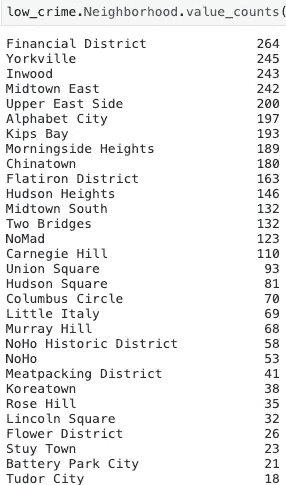 low_crime.Neighborhood.value_counts(
Financial District 264
Yorkville 245
Inwood 243
Midtown East 242
Upper East Side 200
Alphabet City 197
Kips Bay 193
Morningside Heights 189
Chinatown 180
Flatiron District 163
Hudson Heights 146
Midtown South 132
Two Bridges 132
NoMad 123
Carnegie Hill 110
Union Square 93
Hudson Square 81
Columbus Circle 70
Little Italy 69
Murray Hill 68
NoHo Historic District 58
NoHo 53
Meatpacking District 41
Koreatown 38
Rose Hill 35
Lincoln Square 32
Flower District 26
Stuy Town 23
Battery Park City 21
Tudor City 18